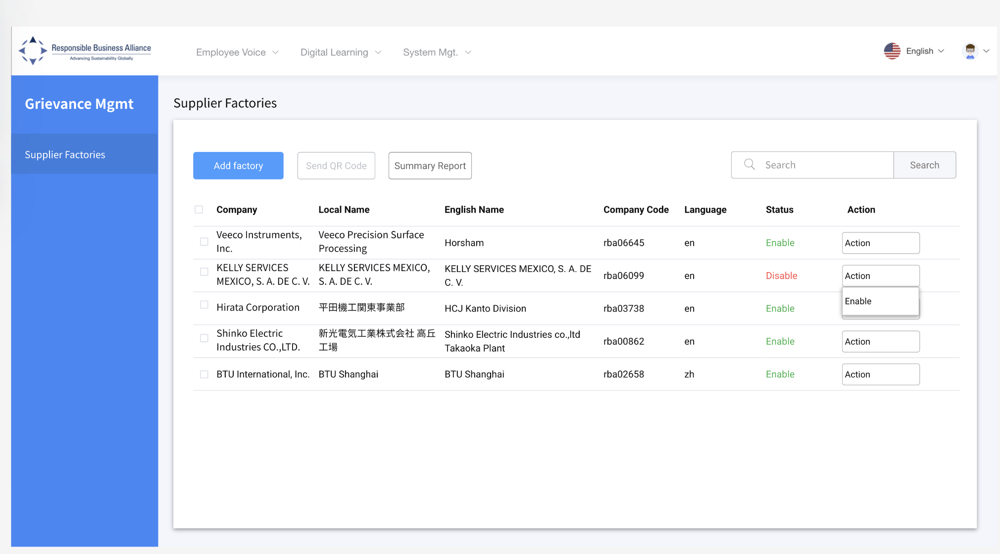 Responsible Business Alliance
Advancing Sustainability Globally
Employee Voice
Digital Learning
System Mgt.
English
Grievance Mgmt
Supplier Factories
Supplier Factories
Add factory
Send QR Code
Summary Report
Search
Search
Company
Local Name
English Name
Company Code
Language
Status
Action
Veeco Instruments,
Inc.
Veeco Precision Surface
Processing
Horsham
rba06645
en
Enable
Action
KELLY SERVICES
MEXICO, S. A. DE C. V.
KELLY SERVICES MEXICO,
S. A. DE C. V.
KELLY SERVICES MEXICO, S. A. DE
C. V.
rba06099
en
Disable
Action
Enable
Hirata Corporation
平田機工関東事業部
HCJ Kanto Division
rba03738
en
Enable
Shinko Electric
Industries CO.,LTD.
新光電気工業株式会社 高丘
工場
Shinko Electric Industries co.,ltd
Takaoka Plant
rba00862
en
Enable
Action
BTU International, Inc.
BTU Shanghai
BTU Shanghai
rba02658
zh
Enable
Action